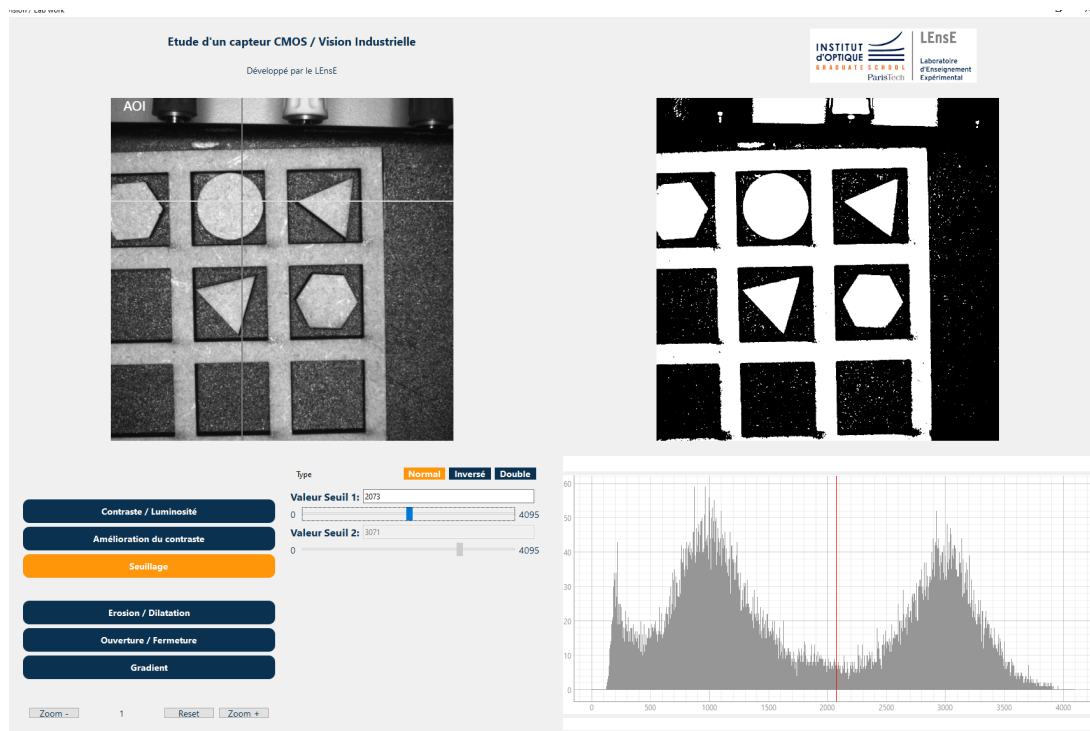 Vision / Lab work
Etude d'un capteur CMOS / Vision Industrielle
Développé par le LEnsE
INSTITUT
d'OPTIQUE
GRADUATE SCHOOL
ParisTech
LEnsE
Laboratoire
d'Enseignement
Expérimental
AOI
Type
Normal Inversé Double
Valeur Seuil 1: 2073
0 4095
Valeur Seuil 2: 3071
0 4095
Contraste / Luminosité
Amélioration du contraste
Seuillage
Erosion / Dilatation
Ouverture / Fermeture
Gradient
Zoom - 1 Reset Zoom +
60
50
40
30
20
10
0
0 500 1000 1500 2000 2500 3000 3500 4000